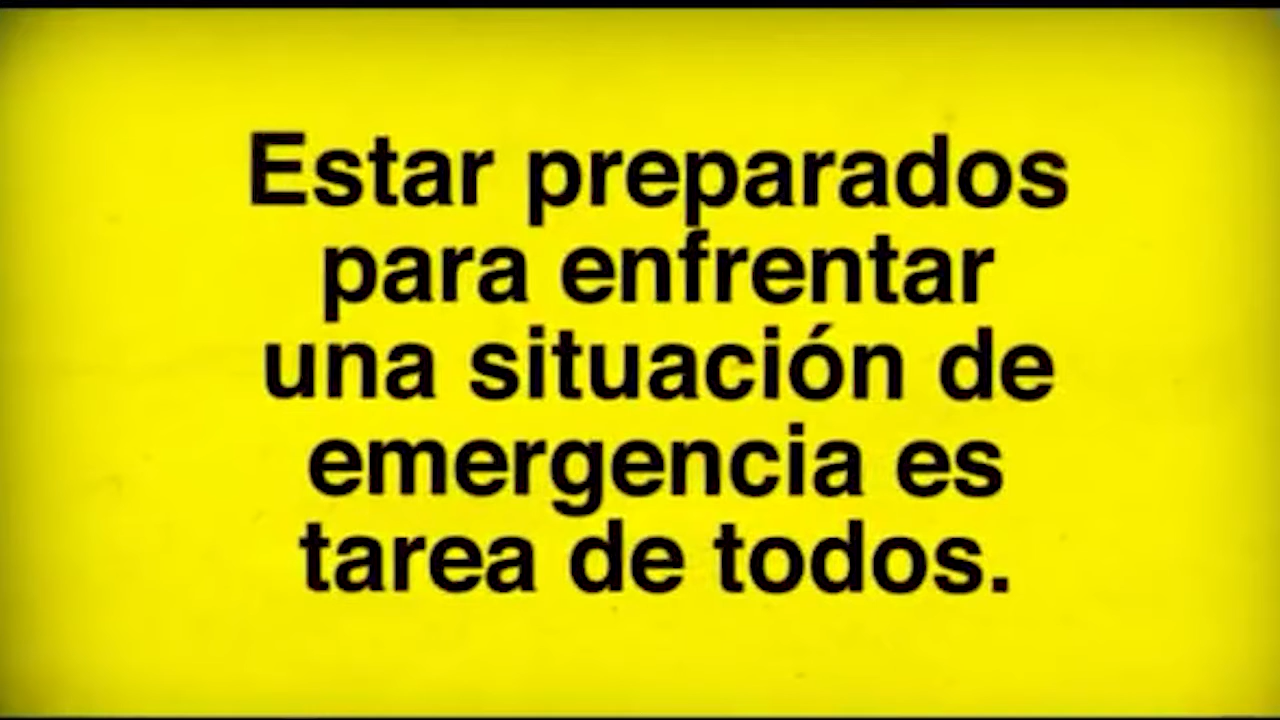 Estar preparados
para enfrentar
una situación de
emergencia es
tarea de todos.